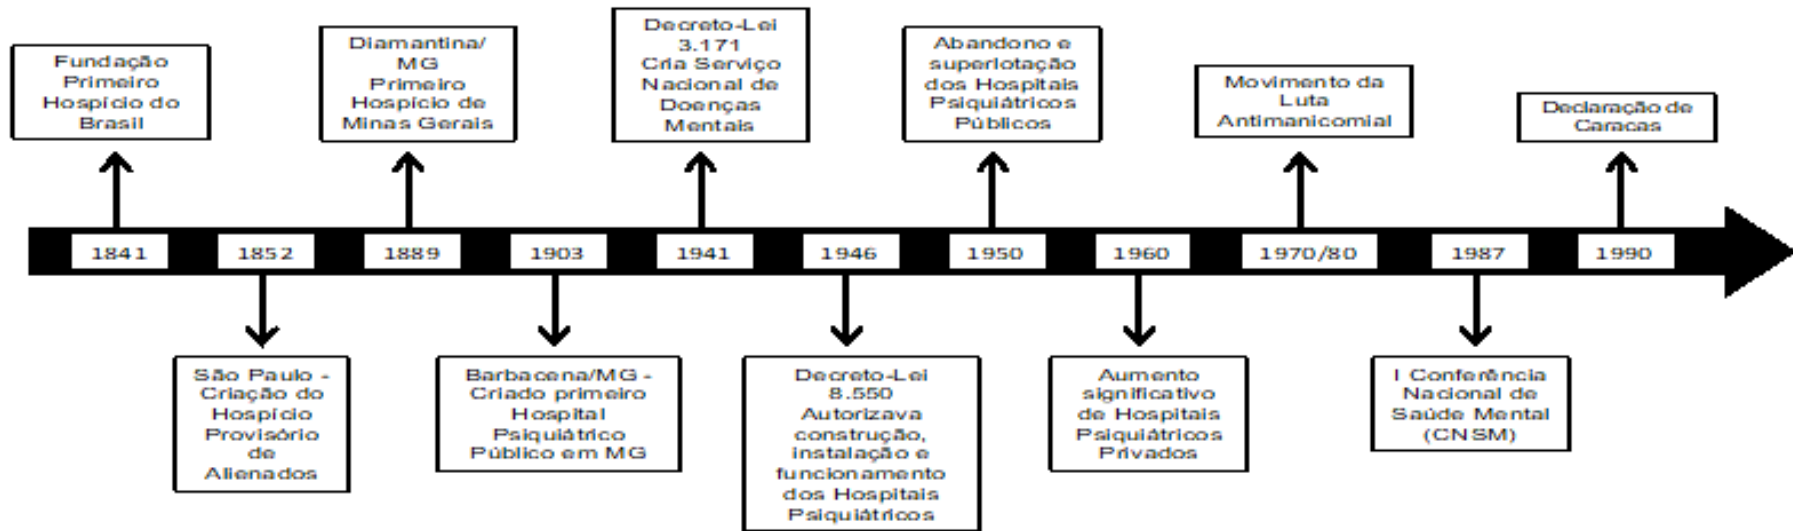 Fundação
Primeiro
Hospício do
Brasil
Diamantina/
MG
Primeiro
Hospício de
Minas Gerais
Decreto-Lei
3.171
Cria Serviço
Nacional de
Doenças
Mentais
Abandono e
superlotação
dos Hospitais
Psiquiátricos
Públicos
Movimento da
Luta
Antimanicomial
Declaração de
Caracas
1841
1852
1889
1903
1941
1946
1950
1960
1970/80
1987
1990
São Paulo -
Criação do
Hospício
Provisório
de
Alienados
Barbacena/MG -
Criado primeiro
Hospital
Psiquiátrico
Público em MG
Decreto-Lei
8.550
Autorizava
construção,
instalação e
funcionamento
dos Hospitais
Psiquiátricos
Aumento
significativo
de Hospitais
Psiquiátricos
Privados
I Conferência
Nacional de
Saúde Mental
(CNSM)